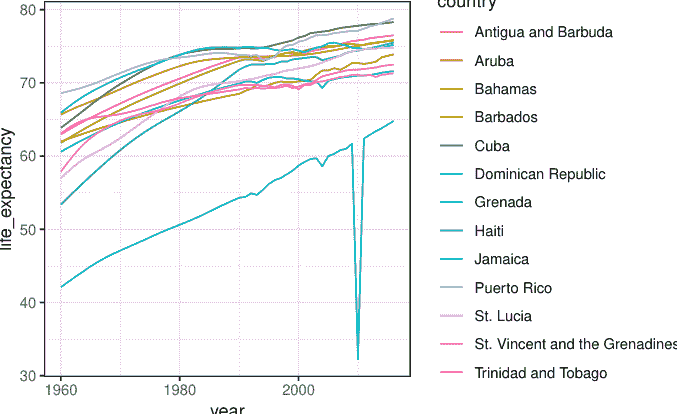 country
80
70
60
50
40
30
life_expectancy
1960
1980
2000
year
Antigua and Barbuda
Aruba
Bahamas
Barbados
Cuba
Dominican Republic
Grenada
Haiti
Jamaica
Puerto Rico
St. Lucia
St. Vincent and the Grenadines
Trinidad and Tobago